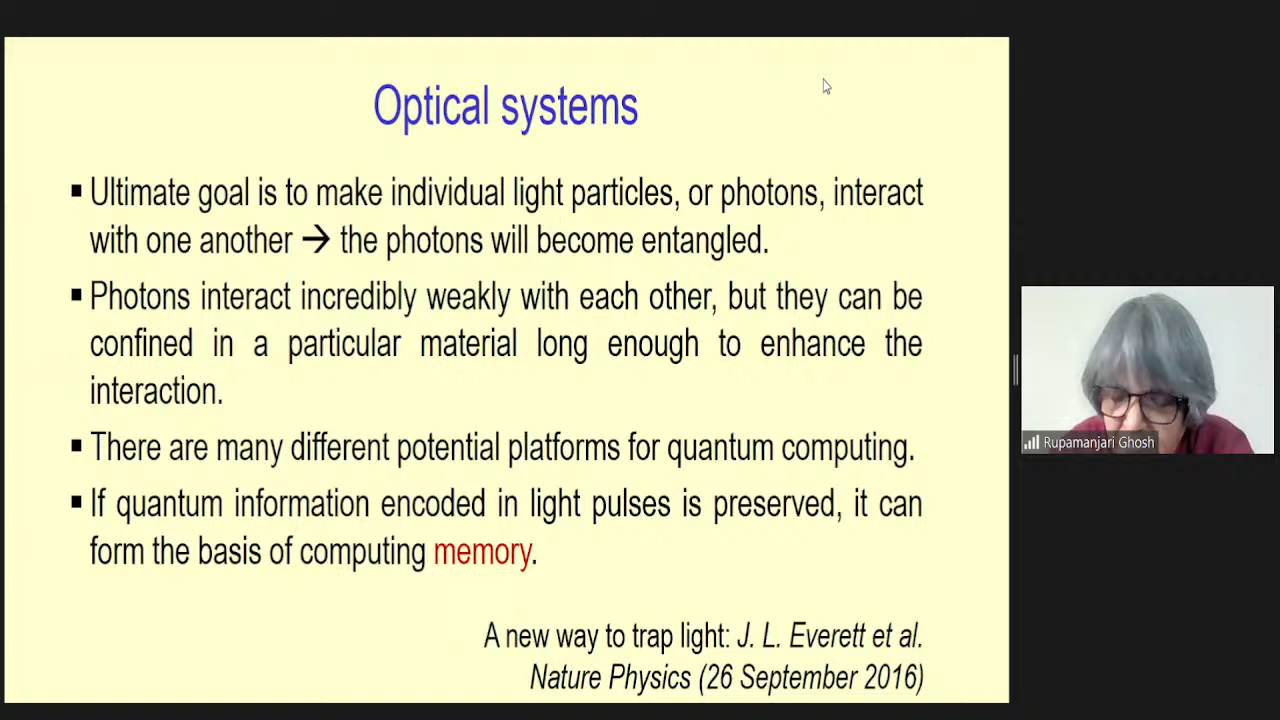 Optical systems
▪ Ultimate goal is to make individual light particles, or photons, interact
with one another → the photons will become entangled.
▪ Photons interact incredibly weakly with each other, but they can be
confined in a particular material long enough to enhance the
interaction.
▪ There are many different potential platforms for quantum computing.
▪ If quantum information encoded in light pulses is preserved, it can
form the basis of computing memory.
A new way to trap light: J. L. Everett et al.
Nature Physics (26 September 2016)
Rupamanjari Ghosh